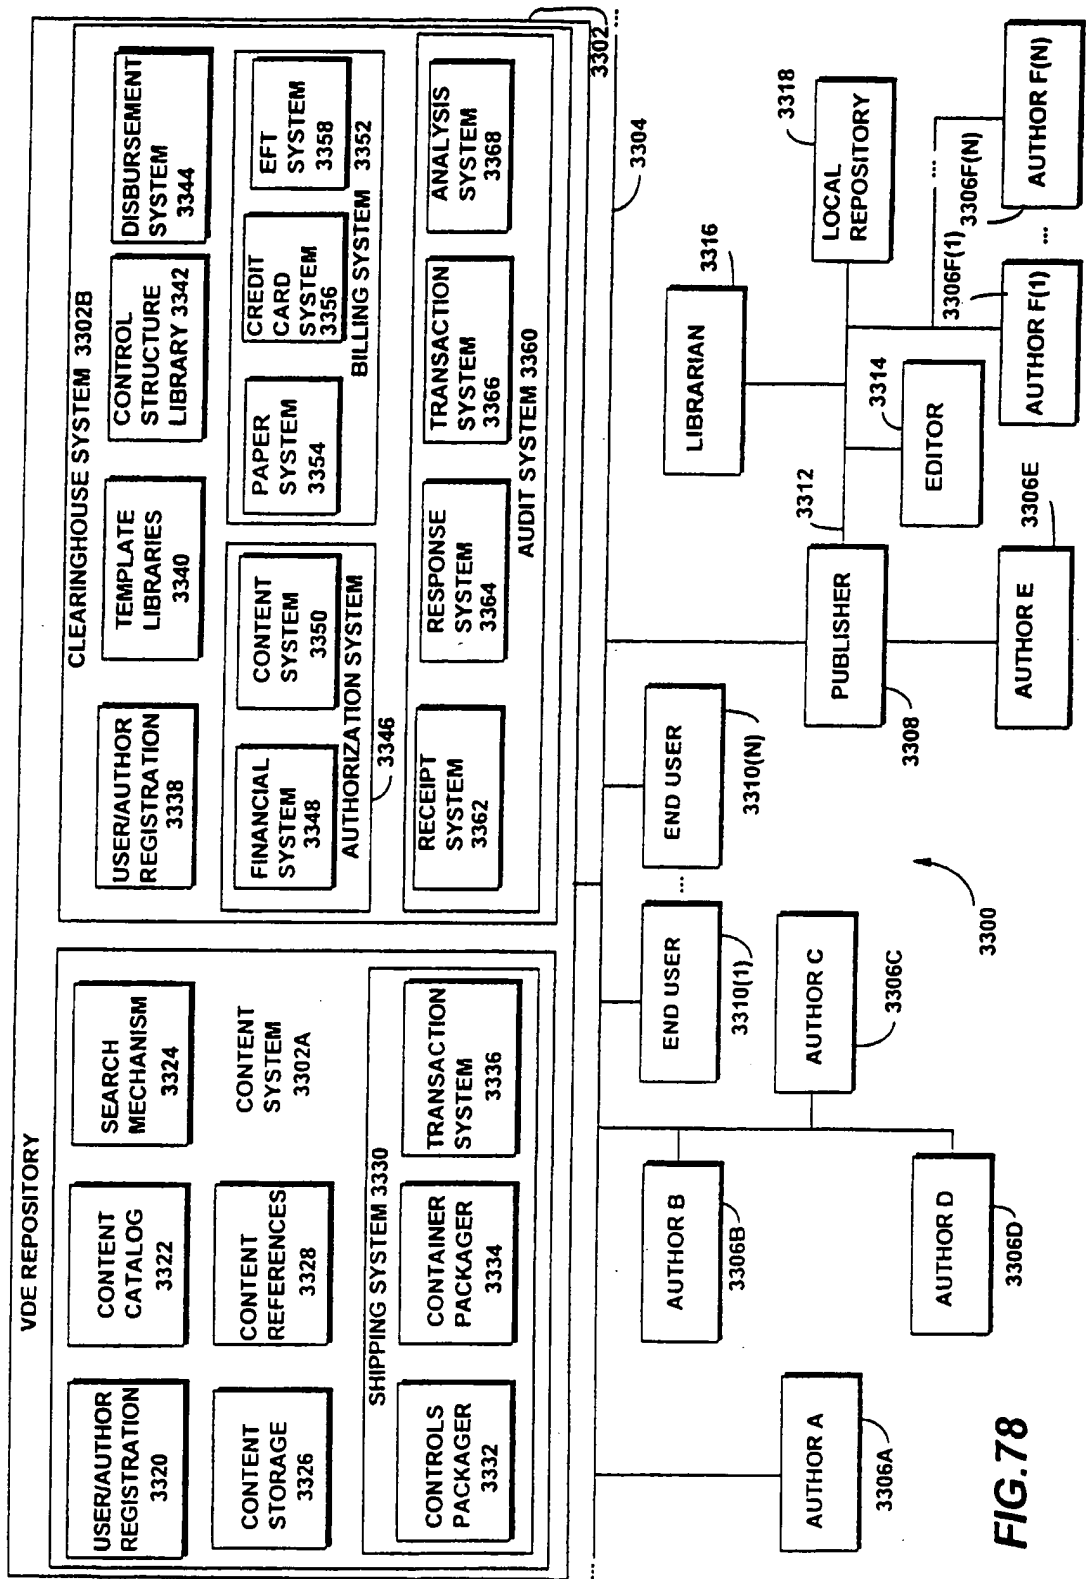 VDE REPOSITORY
USER/AUTHOR
REGISTRATION
3320
CONTENT
CATALOG
3322
SEARCH
MECHANISM
3324
CONTENT
STORAGE
3326
CONTENT
REFERENCES
3328
CONTENT
SYSTEM
3302A
SHIPPING SYSTEM 3330
CONTROLS
PACKAGER
3332
CONTAINER
PACKAGER
3334
TRANSACTION
SYSTEM
3336
CLEARINGHOUSE SYSTEM 3302B
USER/AUTHOR
REGISTRATION
3338
TEMPLATE
LIBRARIES
3340
CONTROL
STRUCTURE
LIBRARY 3342
DISBURSEMENT
SYSTEM
3344
FINANCIAL
SYSTEM
3348
CONTENT
SYSTEM
3350
AUTHORIZATION SYSTEM
3346
PAPER
SYSTEM
3354
CREDIT
CARD
SYSTEM
3356
EFT
SYSTEM
3358
BILLING SYSTEM 3352
RECEIPT
SYSTEM
3362
RESPONSE
SYSTEM
3364
TRANSACTION
SYSTEM
3366
ANALYSIS
SYSTEM
3368
AUDIT SYSTEM 3360
3302
...
...
3304
AUTHOR A
3306A
AUTHOR B
3306B
AUTHOR C
3306C
AUTHOR D
3306D
END USER
3310(1)
...
END USER
3310(N)
3300
PUBLISHER
3308
3312
AUTHOR E
3306E
EDITOR
3314
LIBRARIAN
3316
LOCAL
REPOSITORY
3318
3306F(1)
AUTHOR F(1)
...
...
3306F(N)
AUTHOR F(N)
FIG.78